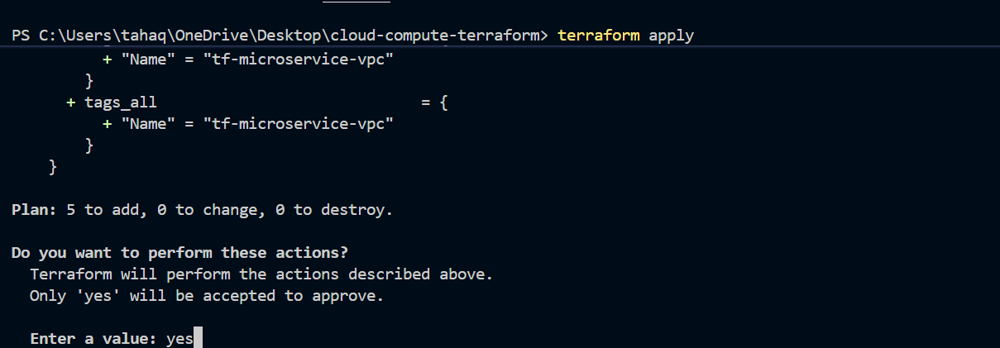 PS C:\Users\tahaq\OneDrive\Desktop\cloud-compute-terraform> terraform apply
+ "Name" = "tf-microservice-vpc"
}
+ tags_all = {
+ "Name" = "tf-microservice-vpc"
}
}
Plan: 5 to add, 0 to change, 0 to destroy.
Do you want to perform these actions?
Terraform will perform the actions described above.
Only 'yes' will be accepted to approve.
Enter a value: yes